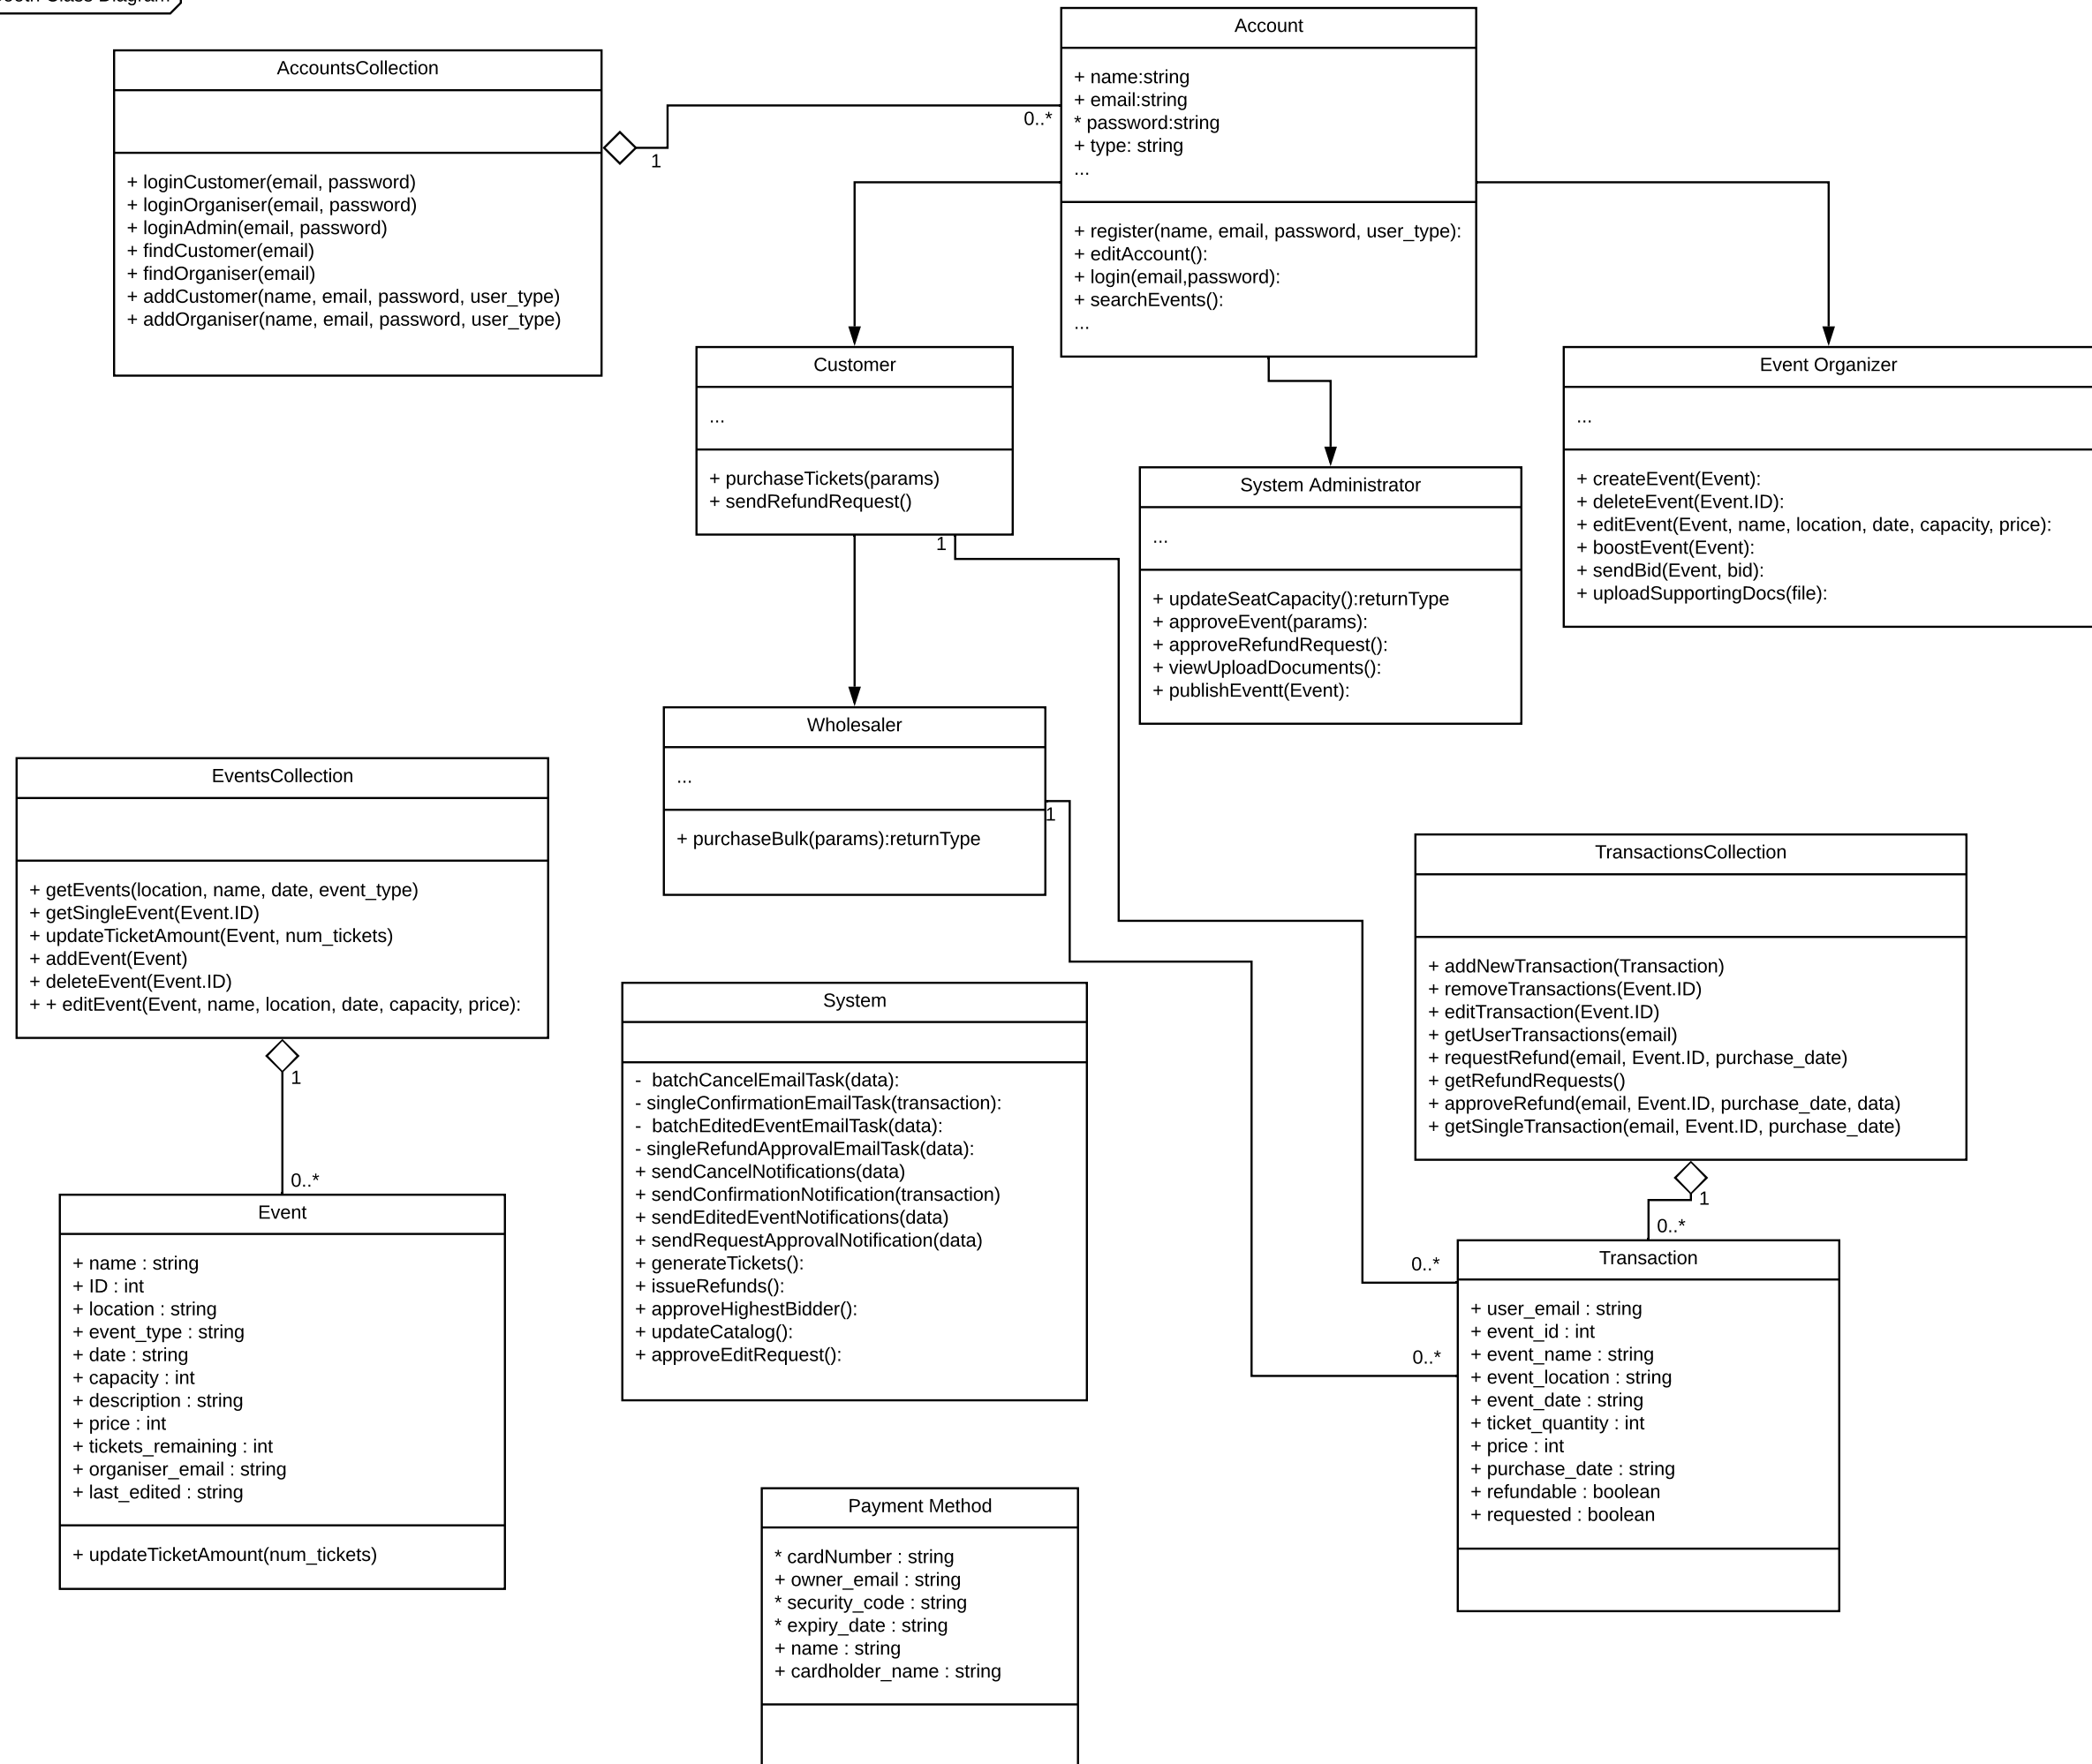 Class Diagram
AccountsCollection
+ loginCustomer(email, password)
+ loginOrganiser(email, password)
+ loginAdmin(email, password)
+ findCustomer(email)
+ findOrganiser(email)
+ addCustomer(name, email, password, user_type)
+ addOrganiser(name, email, password, user_type)
1
0..*
Account
+ name:string
+ email:string
* password:string
+ type: string
...
+ register(name, email, password, user_type):
+ editAccount():
+ login(email,password):
+ searchEvents():
...
Customer
...
+ purchaseTickets(params)
+ sendRefundRequest()
1
System Administrator
...
+ updateSeatCapacity():returnType
+ approveEvent(params):
+ approveRefundRequest():
+ viewUploadDocuments():
+ publishEventt(Event):
Event Organizer
...
+ createEvent(Event):
+ deleteEvent(Event.ID):
+ editEvent(Event, name, location, date, capacity, price):
+ boostEvent(Event):
+ sendBid(Event, bid):
+ uploadSupportingDocs(file):
Wholesaler
...
+ purchaseBulk(params):returnType
1
EventsCollection
+ getEvents(location, name, date, event_type)
+ getSingleEvent(Event.ID)
+ updateTicketAmount(Event, num_tickets)
+ addEvent(Event)
+ deleteEvent(Event.ID)
+ + editEvent(Event, name, location, date, capacity, price):
1
0..*
Event
+ name : string
+ ID : int
+ location : string
+ event_type : string
+ date : string
+ capacity : int
+ description : string
+ price : int
+ tickets_remaining : int
+ organiser_email : string
+ last_edited : string
+ updateTicketAmount(num_tickets)
System
- batchCancelEmailTask(data):
- singleConfirmationEmailTask(transaction):
- batchEditedEventEmailTask(data):
- singleRefundApprovalEmailTask(data):
+ sendCancelNotifications(data)
+ sendConfirmationNotification(transaction)
+ sendEditedEventNotifications(data)
+ sendRequestApprovalNotification(data)
+ generateTickets():
+ issueRefunds():
+ approveHighestBidder():
+ updateCatalog():
+ approveEditRequest():
TransactionsCollection
+ addNewTransaction(Transaction)
+ removeTransactions(Event.ID)
+ editTransaction(Event.ID)
+ getUserTransactions(email)
+ requestRefund(email, Event.ID, purchase_date)
+ getRefundRequests()
+ approveRefund(email, Event.ID, purchase_date, data)
+ getSingleTransaction(email, Event.ID, purchase_date)
1
0..*
0..*
0..*
Transaction
+ user_email : string
+ event_id : int
+ event_name : string
+ event_location : string
+ event_date : string
+ ticket_quantity : int
+ price : int
+ purchase_date : string
+ refundable : boolean
+ requested : boolean
Payment Method
* cardNumber : string
+ owner_email : string
* security_code : string
* expiry_date : string
+ name : string
+ cardholder_name : string